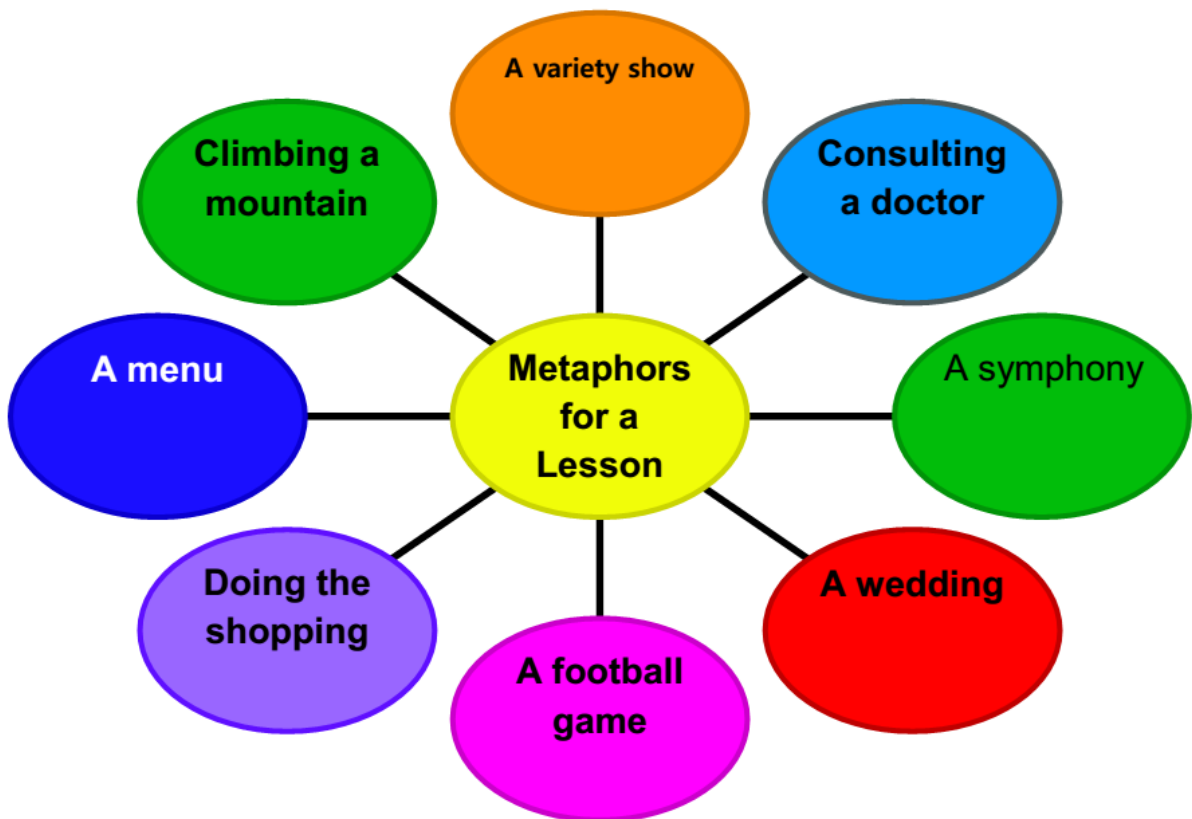 A variety show
Climbing a
mountain
Consulting
a doctor
A menu
Metaphors
for a
Lesson
A symphony
Doing the
shopping
A wedding
A football
game